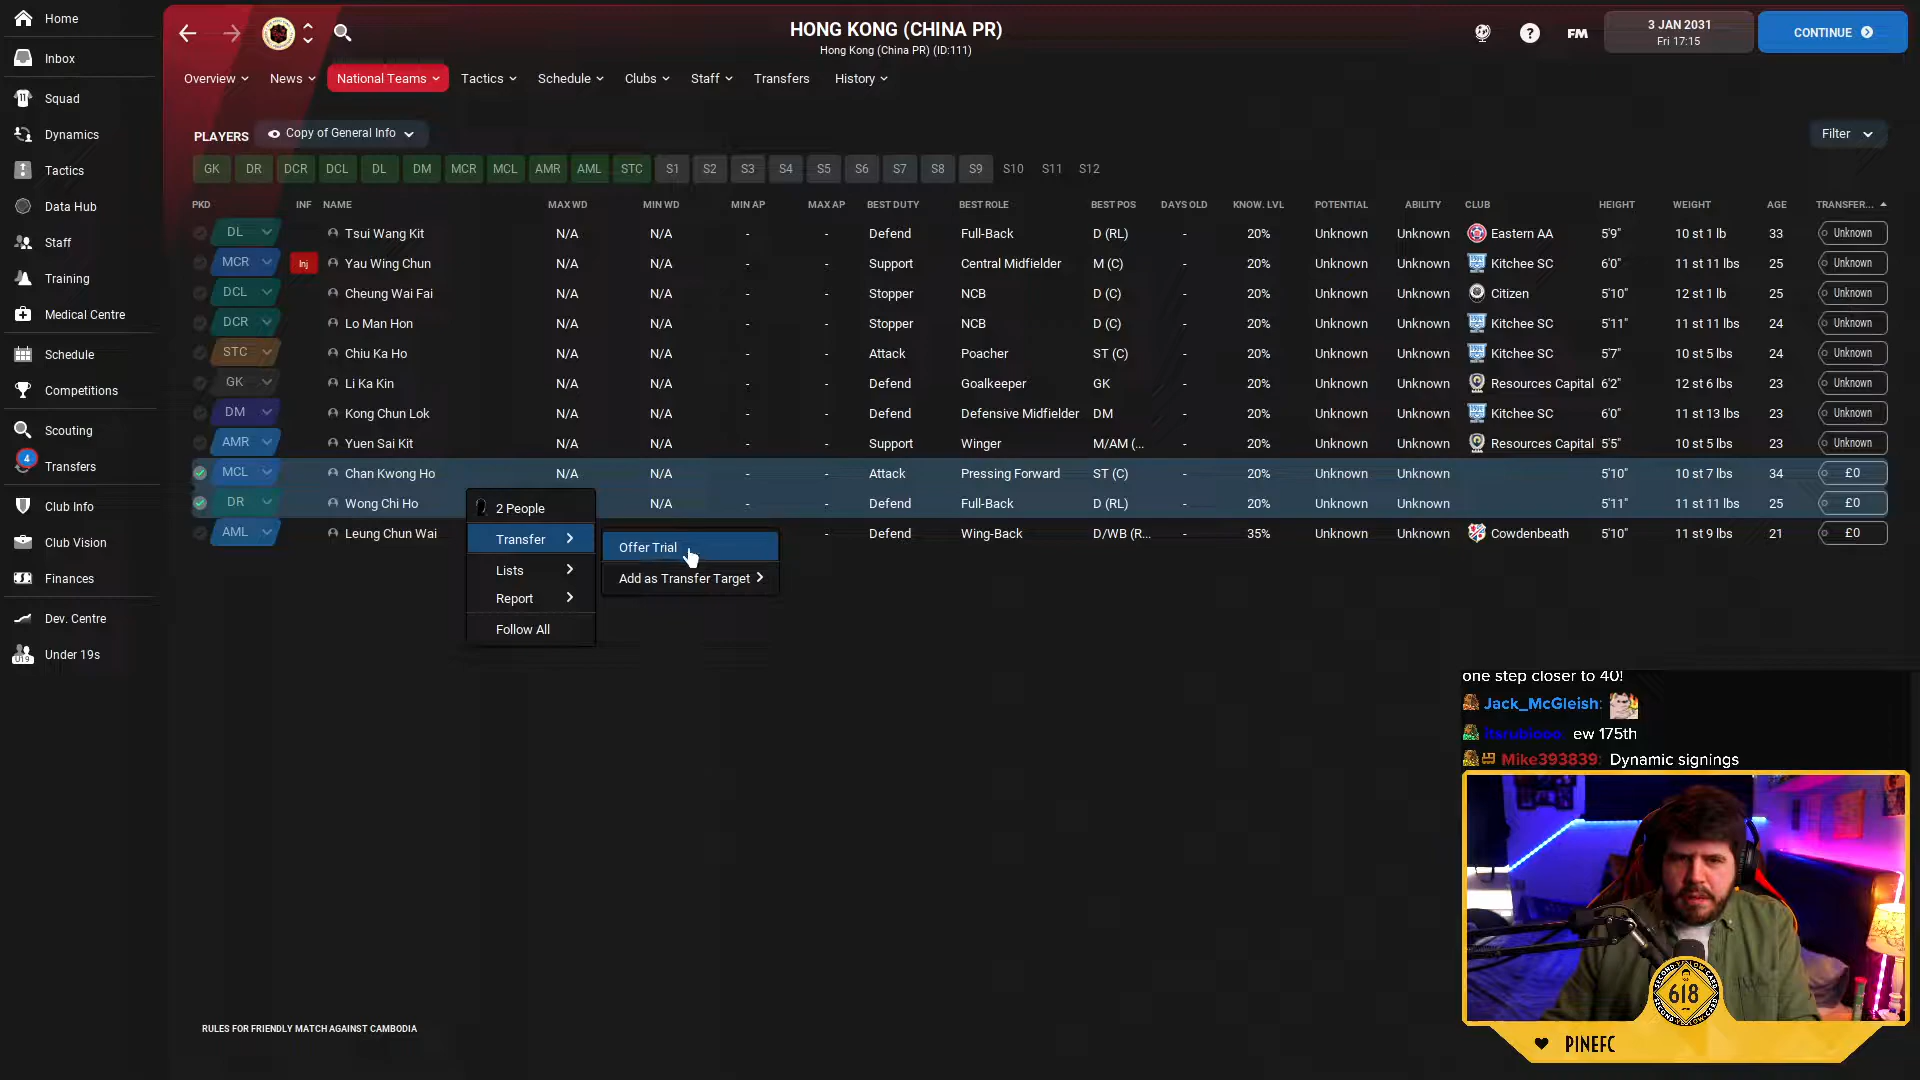 Home
Inbox
Squad
Dynamics
Tactics
Data Hub
Staff
Training
Medical Centre
Schedule
Competitions
Scouting
4
Transfers
Club Info
Club Vision
Finances
Dev. Centre
U19
Under 19s
HONG KONG (CHINA PR)
Hong Kong (China PR) (ID:111)
? FM
3 JAN 2031
Fri 17:15
CONTINUE
Overview News National Teams Tactics Schedule Clubs Staff Transfers History
PLAYERS Copy of General Info Filter
GK DR DCR DCL DL DM MCR MCL AMR AML STC S1 S2 S3 S4 S5 S6 S7 S8 S9 S10 S11 S12
PKD INF NAME MAX WD MIN WD MIN AP MAX AP BEST DUTY BEST ROLE BEST POS DAYS OLD KNOW. LVL POTENTIAL ABILITY CLUB HEIGHT WEIGHT AGE TRANSFER...
DL Tsui Wang Kit N/A N/A - - Defend Full-Back D (RL) - 20% Unknown Unknown Eastern AA 5'9" 10 st 1 lb 33 Unknown
MCR Inj Yau Wing Chun N/A N/A - - Support Central Midfielder M (C) - 20% Unknown Unknown Kitchee SC 6'0" 11 st 11 lbs 25 Unknown
DCL Cheung Wai Fai N/A N/A - - Stopper NCB D (C) - 20% Unknown Unknown Citizen 5'10" 12 st 1 lb 25 Unknown
DCR Lo Man Hon N/A N/A - - Stopper NCB D (C) - 20% Unknown Unknown Kitchee SC 5'11" 11 st 11 lbs 24 Unknown
STC Chiu Ka Ho N/A N/A - - Attack Poacher ST (C) - 20% Unknown Unknown Kitchee SC 5'7" 10 st 5 lbs 24 Unknown
GK Li Ka Kin N/A N/A - - Defend Goalkeeper GK - 20% Unknown Unknown Resources Capital 6'2" 12 st 6 lbs 23 Unknown
DM Kong Chun Lok N/A N/A - - Defend Defensive Midfielder DM - 20% Unknown Unknown Kitchee SC 6'0" 11 st 13 lbs 23 Unknown
AMR Yuen Sai Kit N/A N/A - - Support Winger M/AM (... - 20% Unknown Unknown Resources Capital 5'5" 10 st 5 lbs 23 Unknown
MCL Chan Kwong Ho N/A N/A - - Attack Pressing Forward ST (C) - 20% Unknown Unknown 5'10" 10 st 7 lbs 34 £0
DR Wong Chi Ho N/A - - Defend Full-Back D (RL) - 20% Unknown Unknown 5'11" 11 st 11 lbs 25 £0
AML Leung Chun Wai - Defend Wing-Back D/WB (R... - 35% Unknown Unknown Cowdenbeath 5'10" 11 st 9 lbs 21 £0
2 People
Transfer
Lists
Report
Follow All
Offer Trial
Add as Transfer Target
RULES FOR FRIENDLY MATCH AGAINST CAMBODIA
one step closer to 40!
Jack_McGleish:
itsrubiooo: ew 175th
Mike393839: Dynamic signings
SECOND YELLOW CARD
618
PINEFC